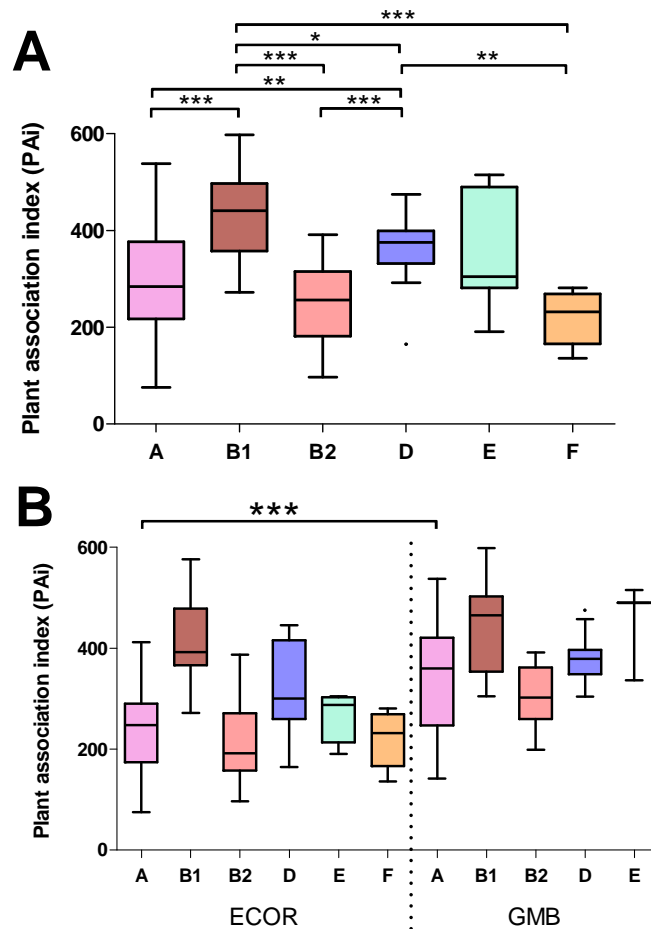 A
***
*
***
**
**
***
***
Plant association index (PAi)
600
400
200
0
A B1 B2 D E F
B
***
Plant association index (PAi)
600
400
200
0
A B1 B2 D E F A B1 B2 D E
ECOR GMB